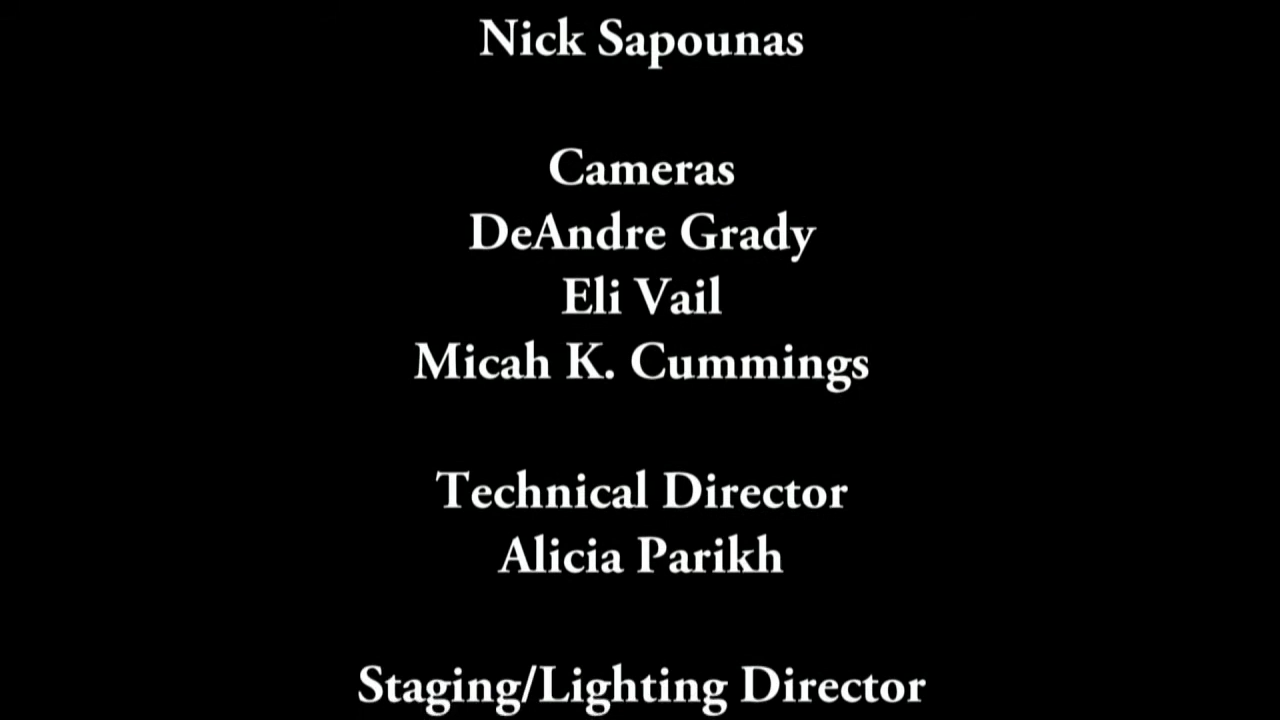 Nick Sapounas
Cameras
DeAndre Grady
Eli Vail
Micah K. Cummings
Technical Director
Alicia Parikh
Staging/Lighting Director